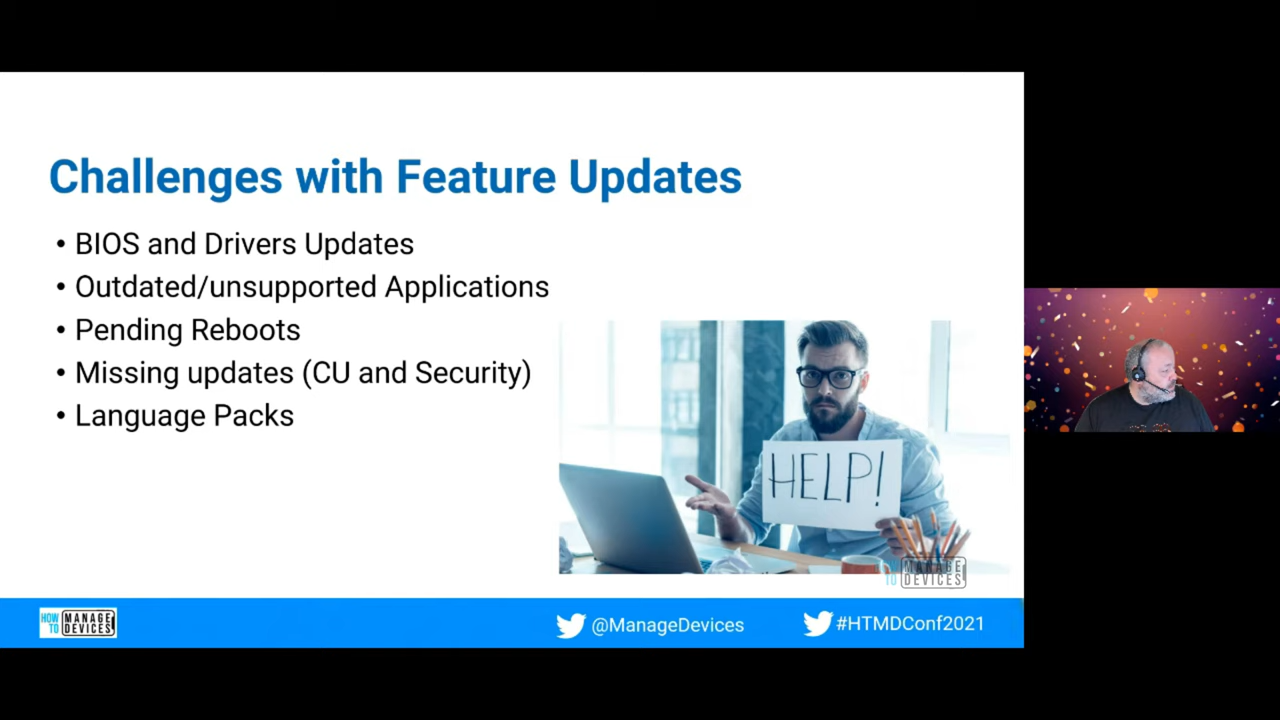 Challenges with Feature Updates
• BIOS and Drivers Updates
• Outdated/unsupported Applications
• Pending Reboots
• Missing updates (CU and Security)
• Language Packs
HELP!
HOW TO MANAGE DEVICES
HOW TO MANAGE DEVICES
@ManageDevices
#HTMDConf2021